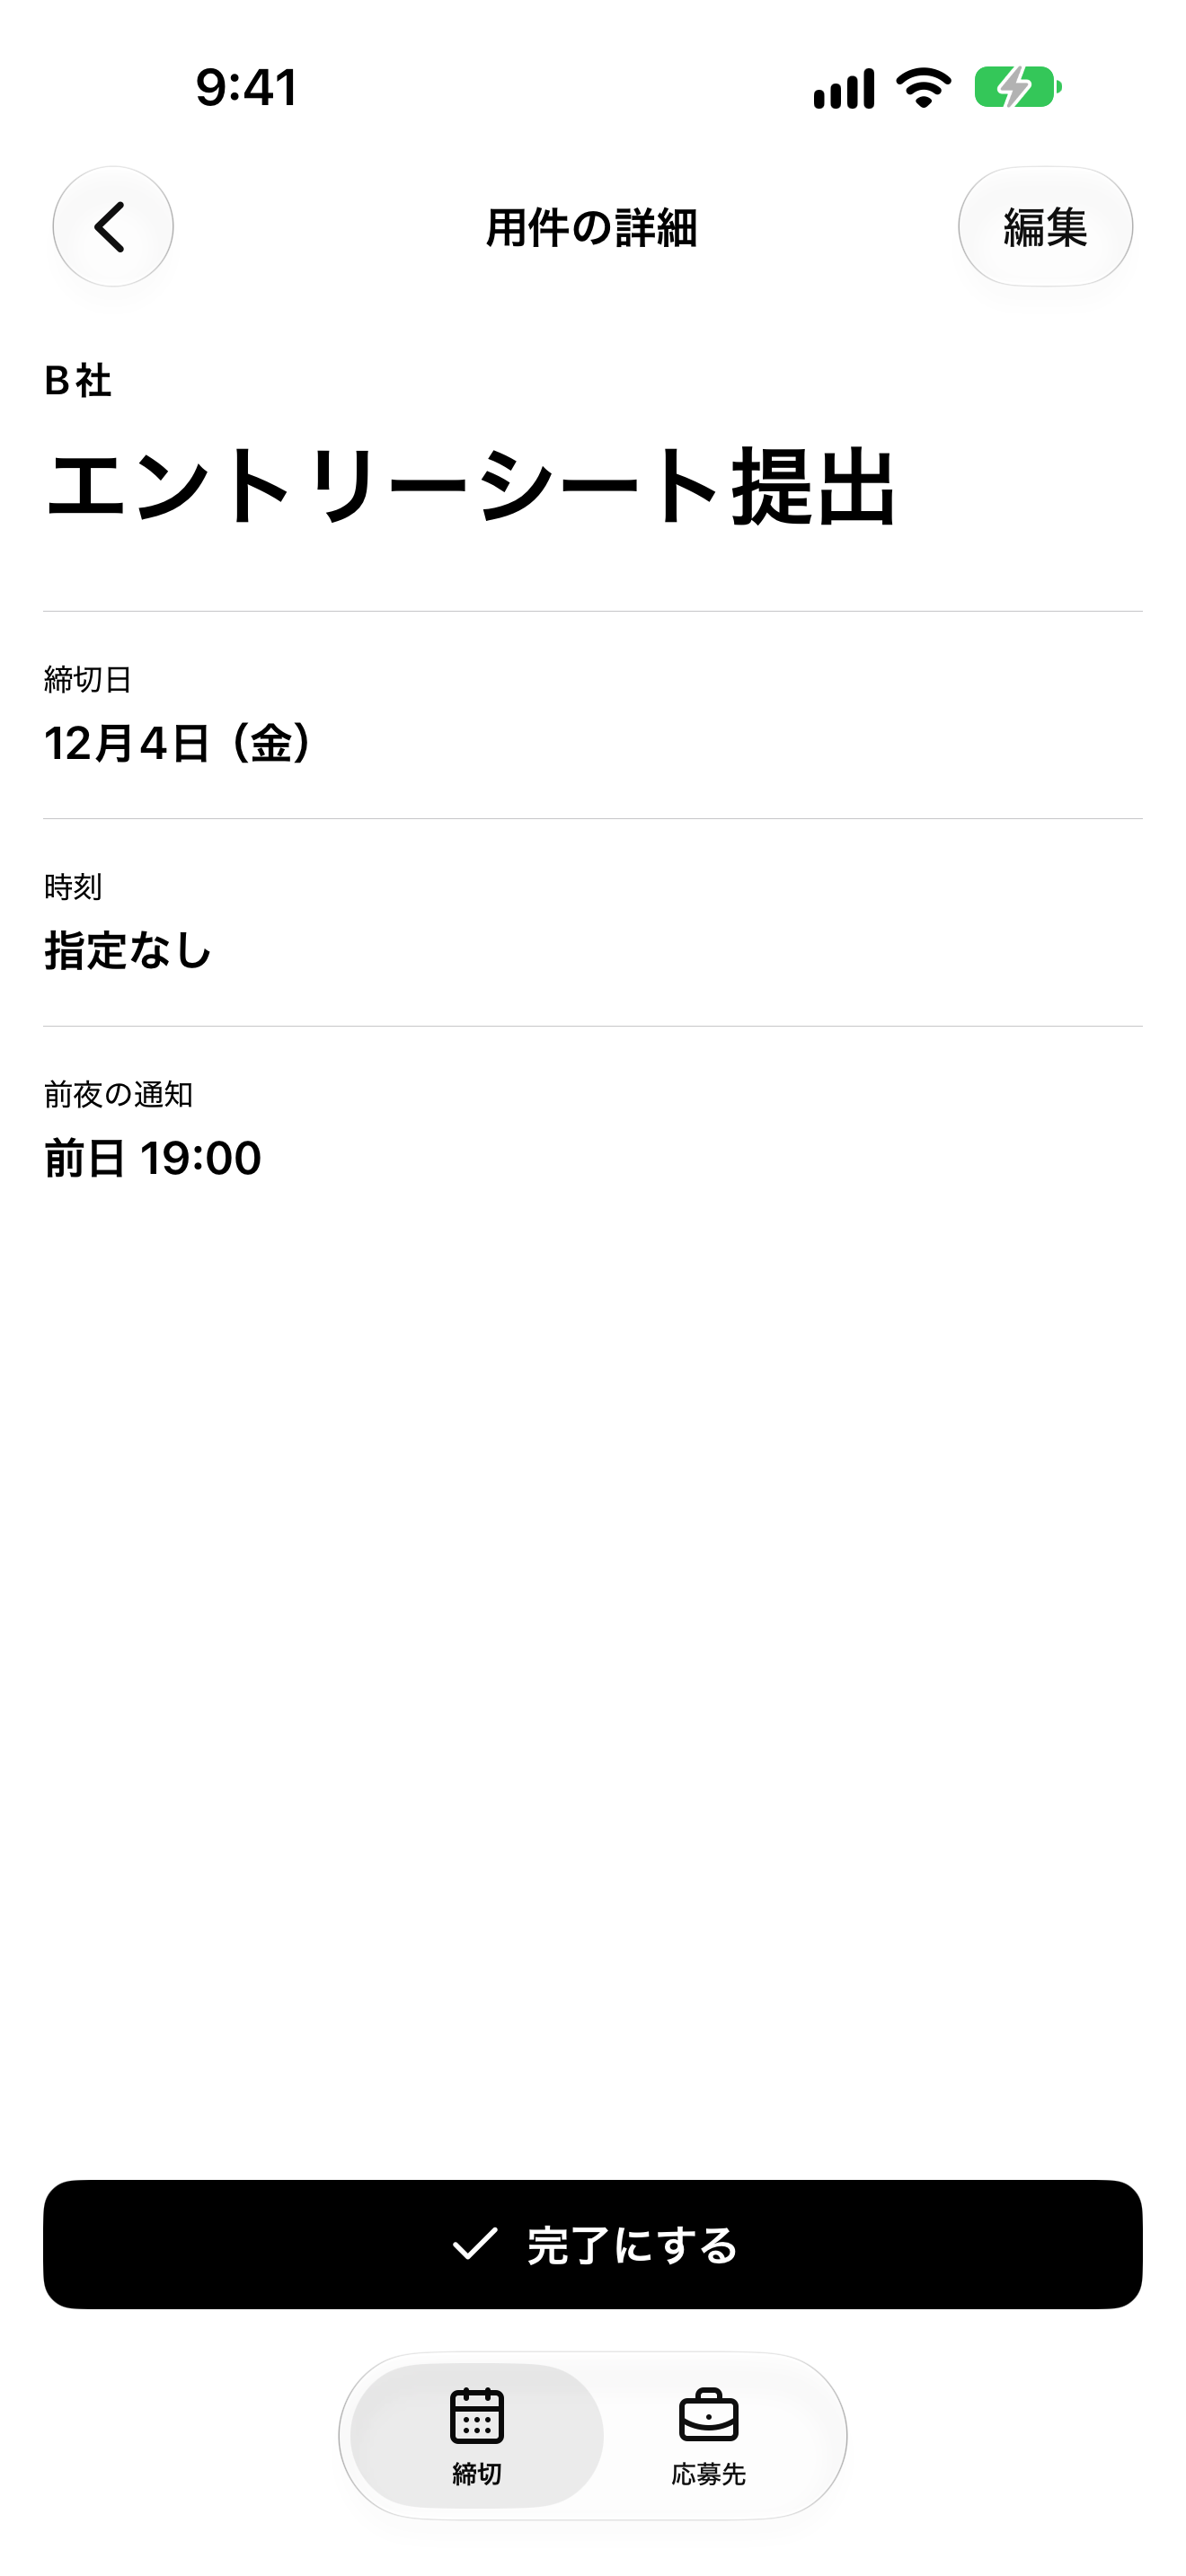 9:41
用件の詳細
編集
B社
エントリーシート提出
締切日
12月4日（金）
時刻
指定なし
前夜の通知
前日 19:00
完了にする
締切
応募先